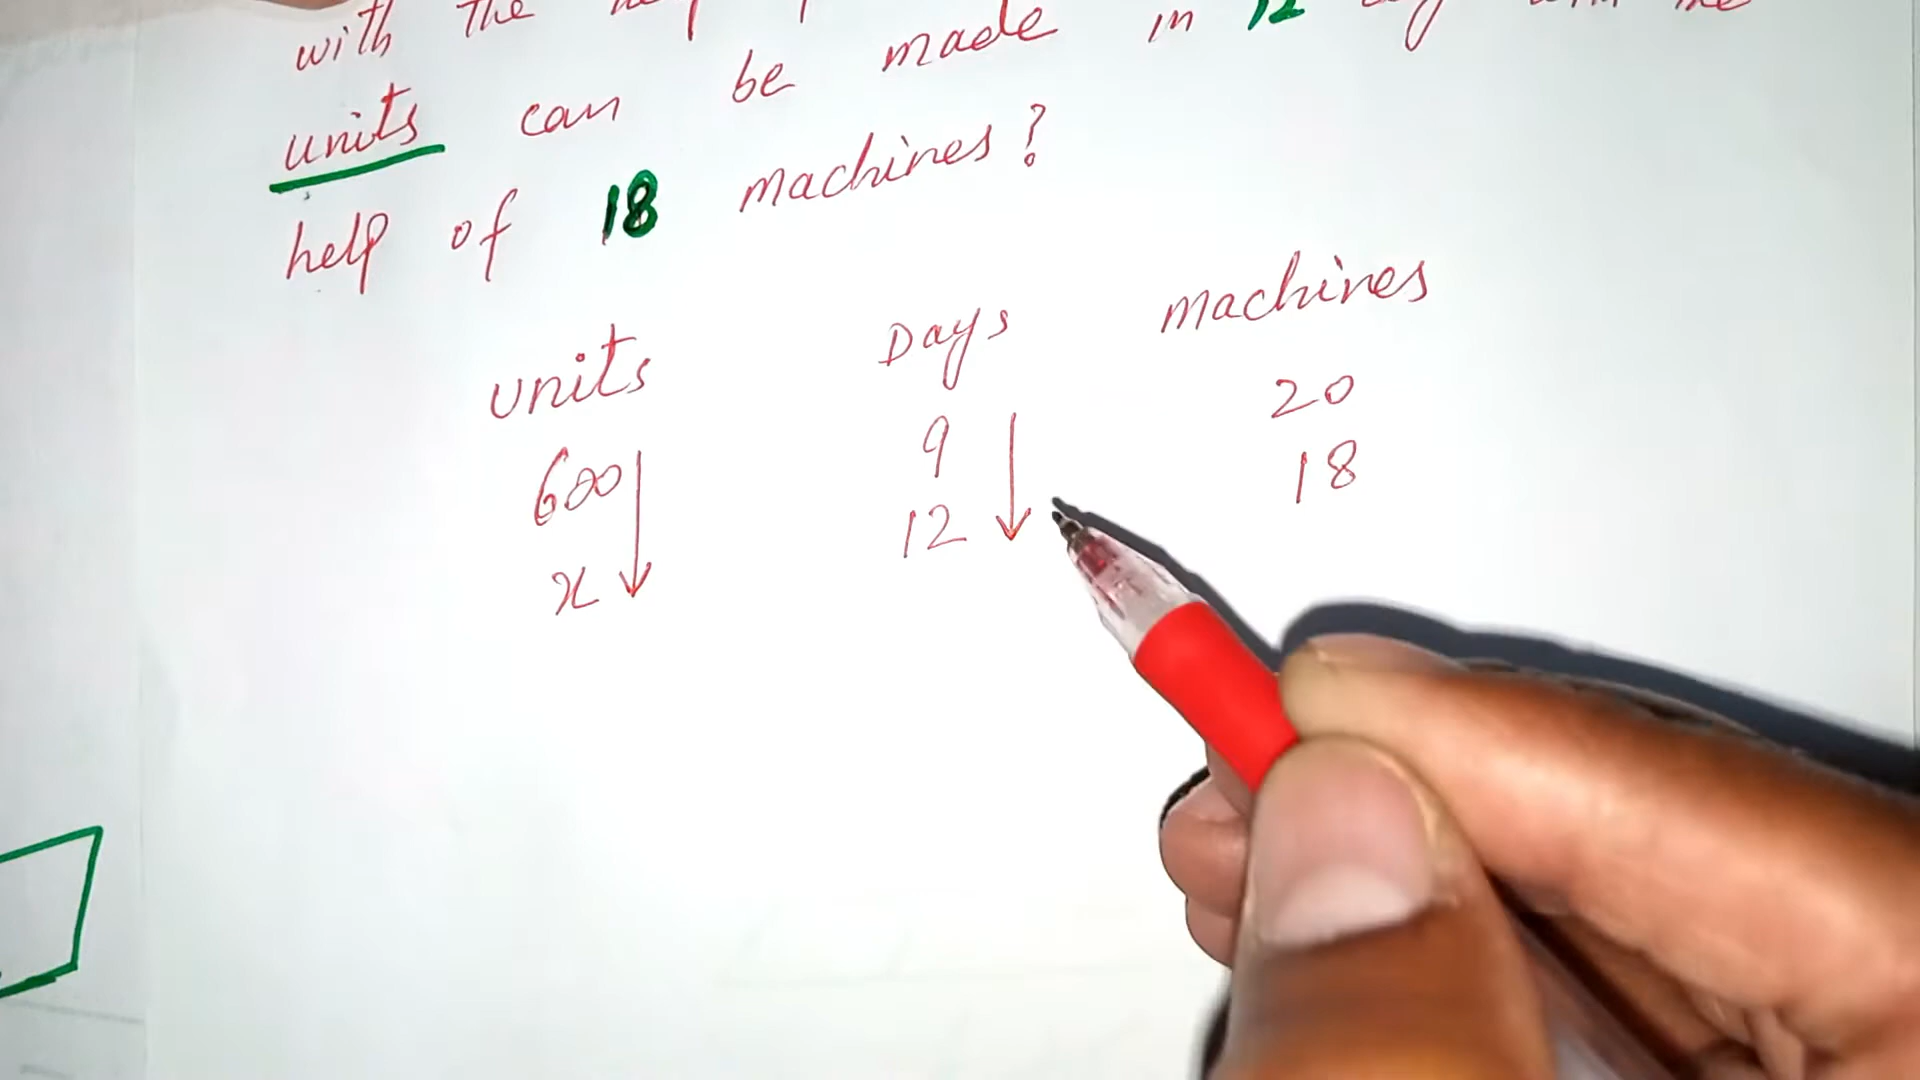 with the
units can be made in 12
help of 18 machines?
units Days machines
600 9 20
x 12 18